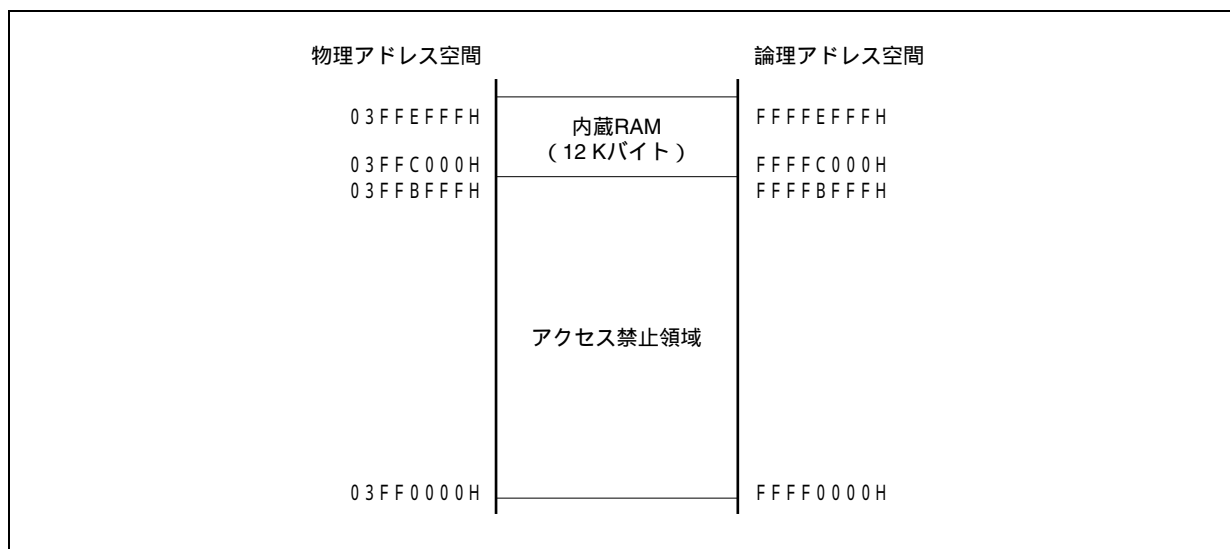 物理アドレス空間 論理アドレス空間
03FFEFFFH 内蔵RAM FFFFEFFFH
(12 Kバイト)
03FFC000H FFFFC000H
03FFBFFFH FFFFBFFFH
アクセス禁止領域
03FF0000H FFFF0000H